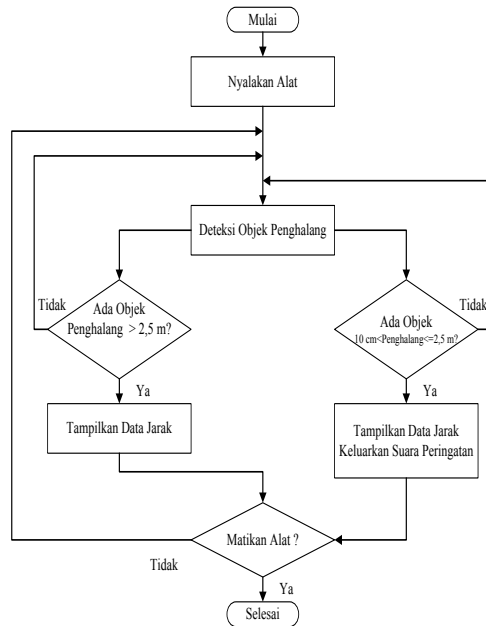 Mulai
Nyalakan Alat
Deteksi Objek Penghalang
Tidak
Ada Objek
Penghalang > 2,5 m?
Ya
Tampilkan Data Jarak
Tidak
Ada Objek
10 cm<Penghalang<=2,5 m?
Ya
Tampilkan Data Jarak
Keluarkan Suara Peringatan
Matikan Alat ?
Tidak
Ya
Selesai